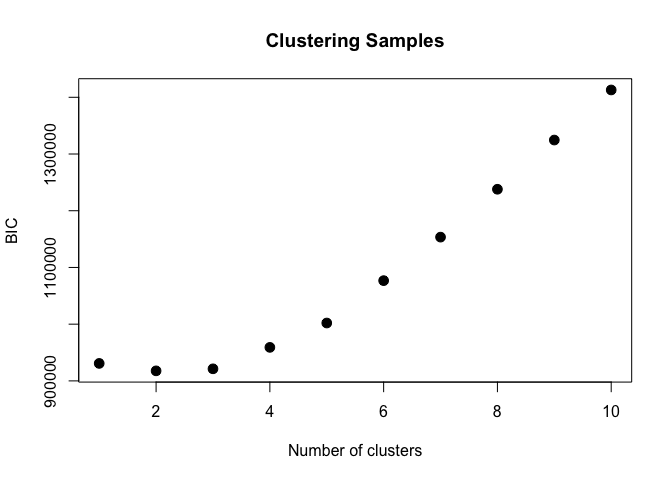 Clustering Samples
BIC
1300000
1100000
900000
2 4 6 8 10
Number of clusters